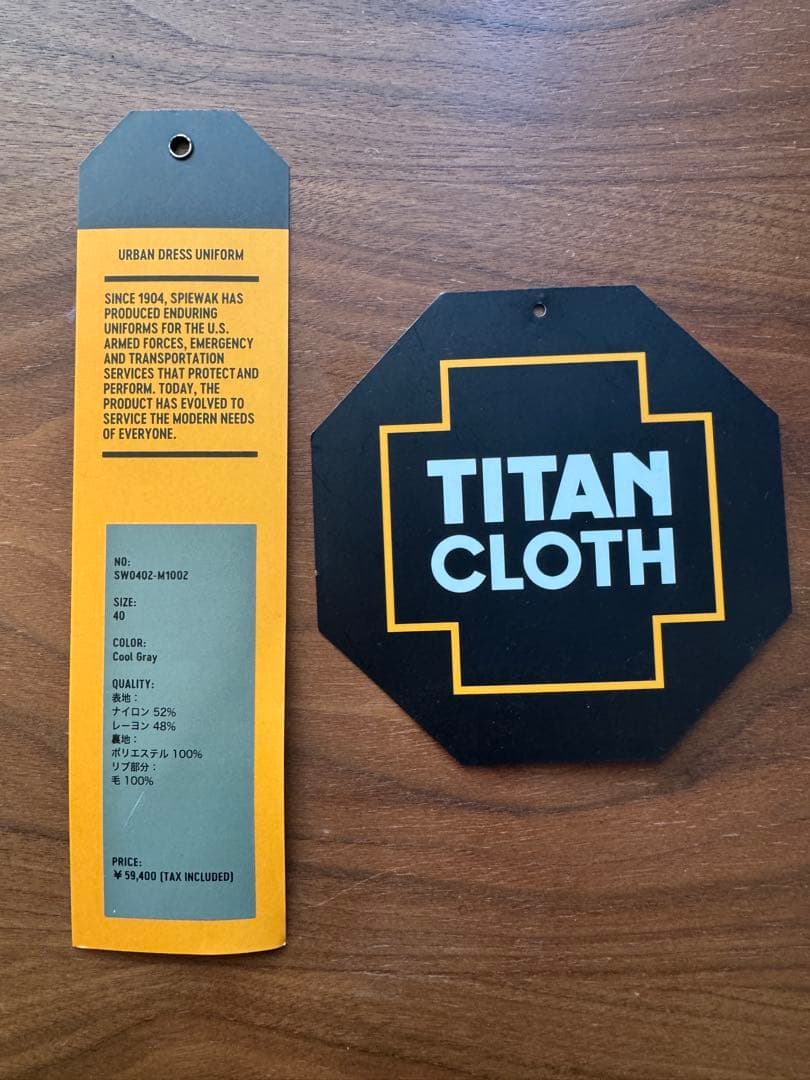 URBAN DRESS UNIFORM
SINCE 1904, SPIEWAK HAS
PRODUCED ENDURING
UNIFORMS FOR THE U.S.
ARMED FORCES, EMERGENCY
AND TRANSPORTATION
SERVICES THAT PROTECT AND
PERFORM. TODAY, THE
PRODUCT HAS EVOLVED TO
SERVICE THE MODERN NEEDS
OF EVERYONE.
NO:
SW0402-M1002
SIZE:
40
COLOR:
Cool Gray
QUALITY:
表地：
ナイロン 52%
レーヨン 48%
裏地：
ポリエステル 100%
リブ部分：
毛 100%
PRICE:
¥ 59,400 (TAX INCLUDED)
TITAN
CLOTH